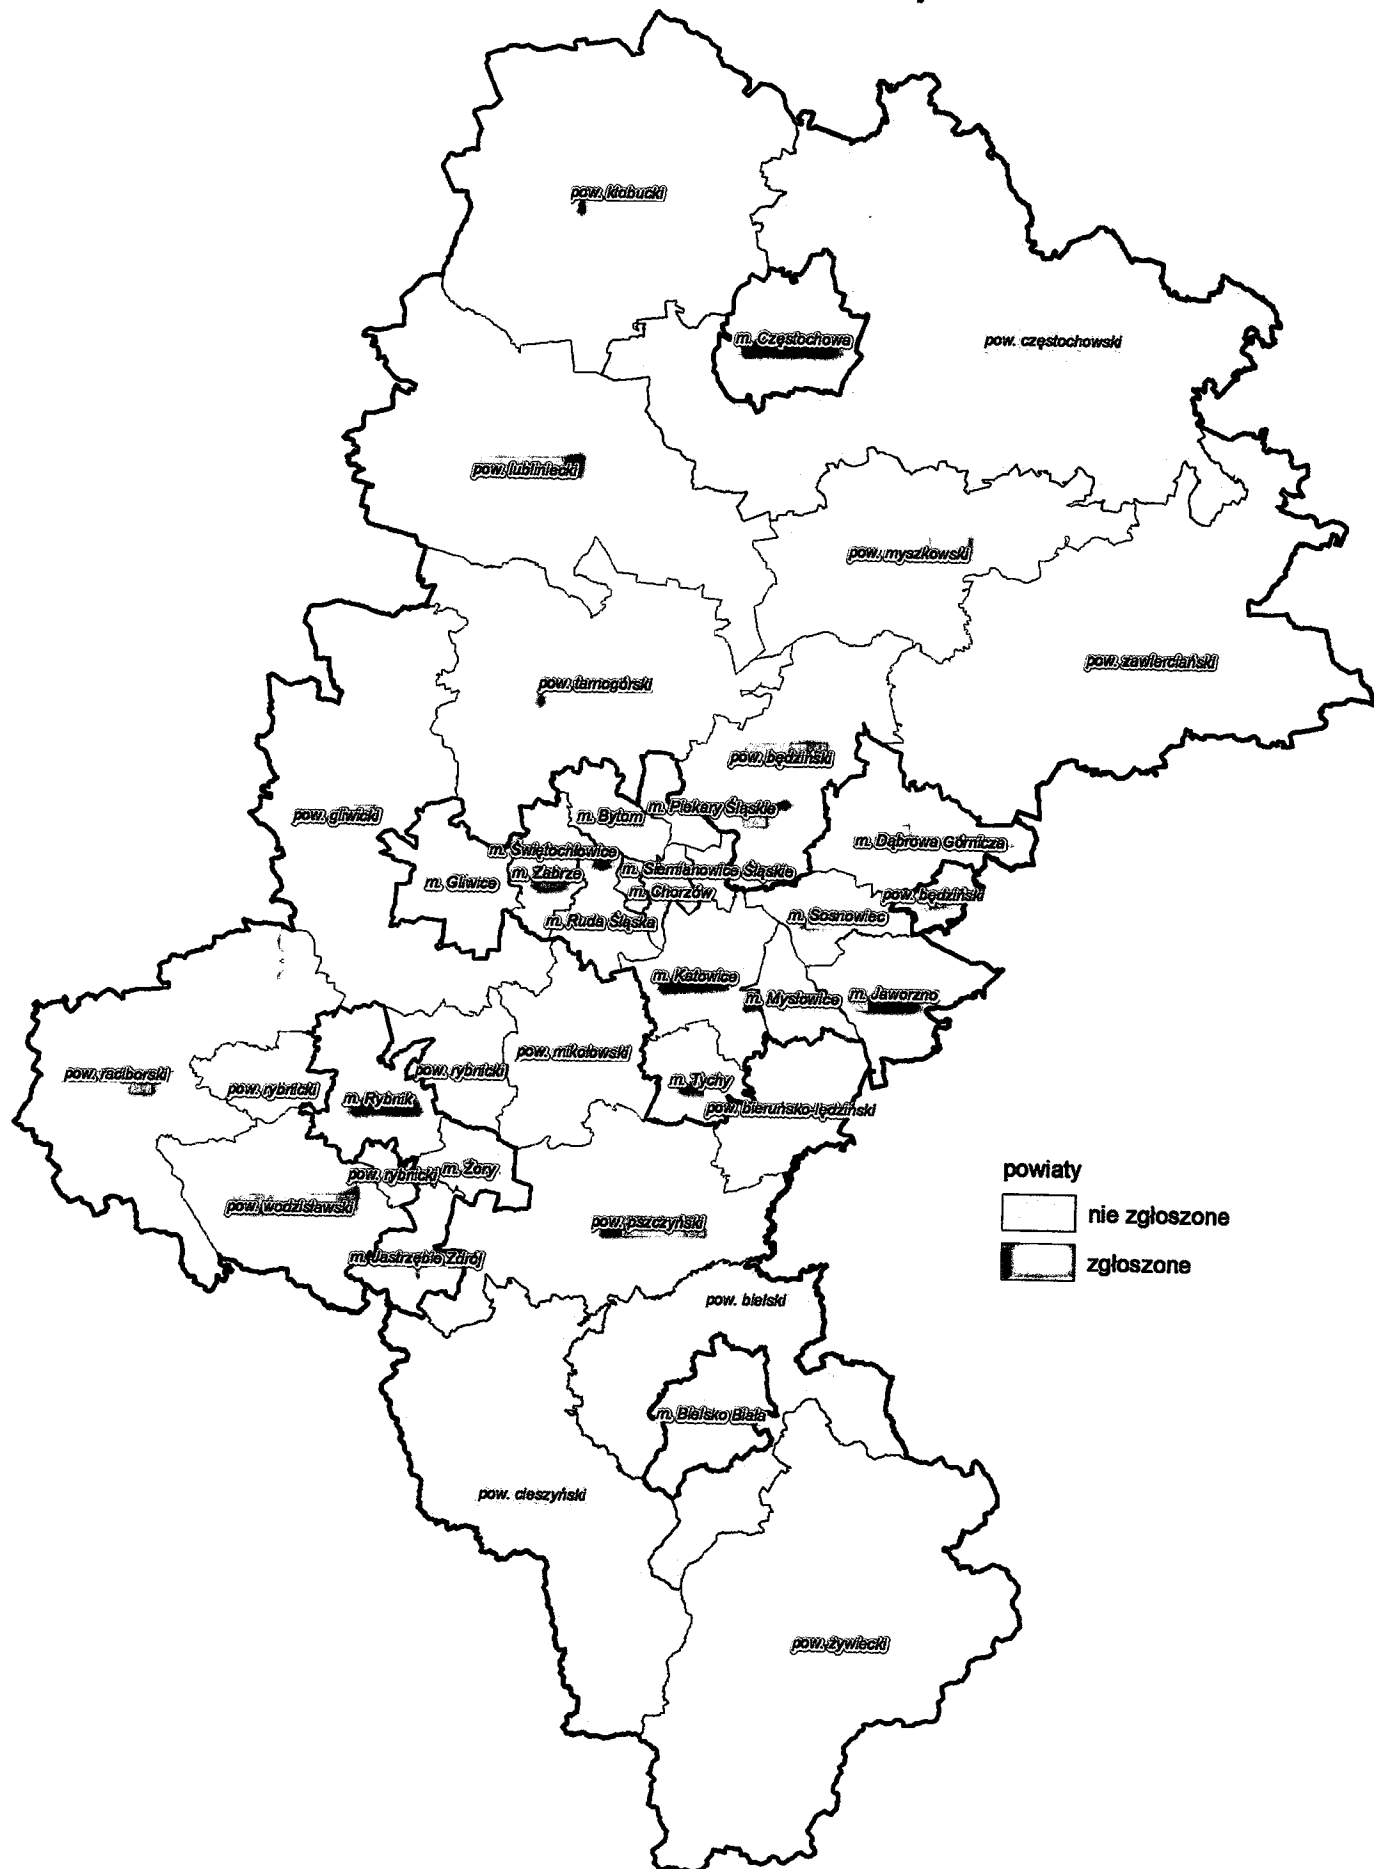 pow. kłobucki
m. Częstochowa
pow. częstochowski
pow. lubliniecki
pow. myszkowski
pow. zawierciański
pow. tarnogórski
pow. będziński
pow. gliwicki
m. Bytom
m. Piekary Śląskie
m. Dąbrowa Górnicza
m. Świętochłowice
m. Zabrze
m. Siemianowice Śląskie
m. Gliwice
m. Chorzów
pow. będziński
m. Ruda Śląska
m. Sosnowiec
m. Katowice
m. Mysłowice
m. Jaworzno
pow. mikołowski
pow. raciborski
pow. rybnicki
pow. rybnicki
m. Tychy
m. Rybnik
pow. bieruńsko-lędziński
pow. rybnicki
m. Żory
powiaty
pow. wodzisławski
pow. pszczyński
nie zgłoszone
m. Jastrzębie Zdrój
zgłoszone
pow. bielski
m. Bielsko Biała
pow. cieszyński
pow. żywiecki